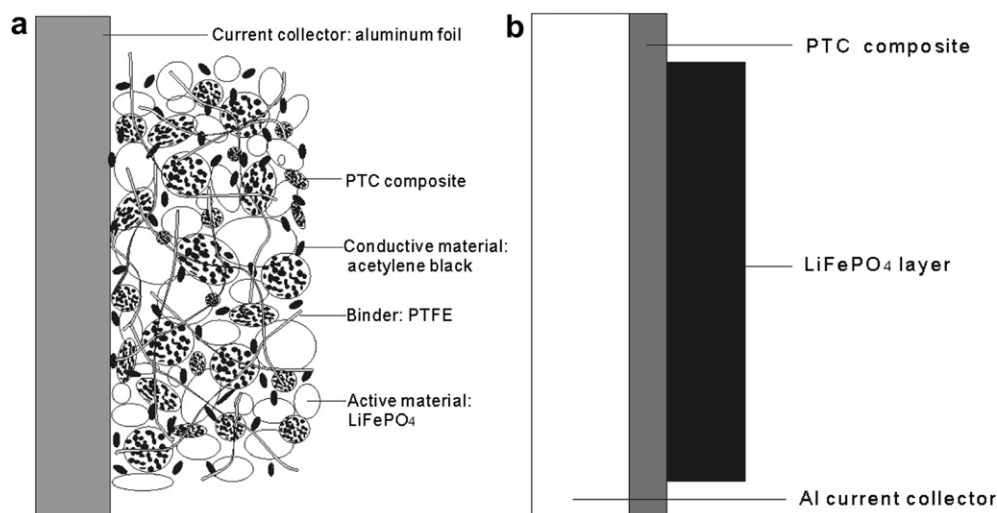 a
Current collector: aluminum foil
PTC composite
Conductive material:
acetylene black
Binder: PTFE
Active material:
LiFePO4
b
PTC composite
LiFePO4 layer
Al current collector